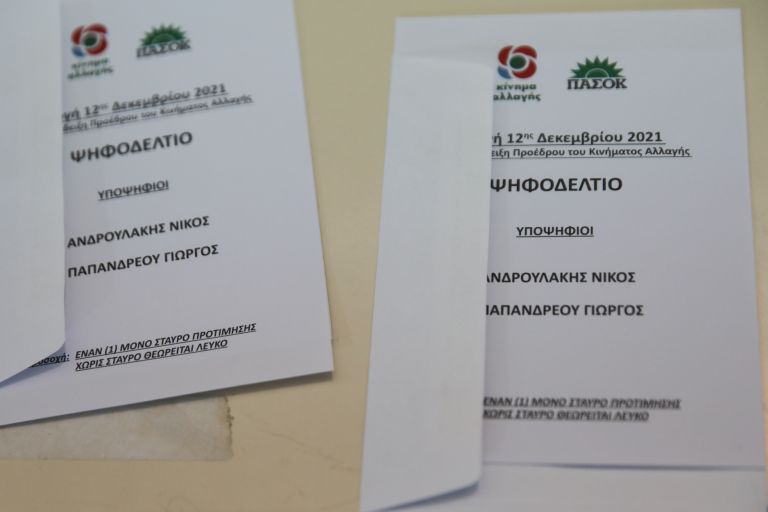 κίνημα
αλλαγής
ΠΑΣΟΚ
12ης Δεκεμβρίου 2021
Προέδρου του Κινήματος Αλλαγής
ΨΗΦΟΔΕΛΤΙΟ
ΥΠΟΨΗΦΙΟΙ
ΑΝΔΡΟΥΛΑΚΗΣ ΝΙΚΟΣ
ΠΑΠΑΝΔΡΕΟΥ ΓΙΩΡΓΟΣ
ΕΝΑΝ (1) ΜΟΝΟ ΣΤΑΥΡΟ ΠΡΟΤΙΜΗΣΗΣ
ΧΩΡΙΣ ΣΤΑΥΡΟ ΘΕΩΡΕΙΤΑΙ ΛΕΥΚΟ
κίνημα
αλλαγής
ΠΑΣΟΚ
12ης Δεκεμβρίου 2021
Προέδρου του Κινήματος Αλλαγής
ΨΗΦΟΔΕΛΤΙΟ
ΥΠΟΨΗΦΙΟΙ
ΑΝΔΡΟΥΛΑΚΗΣ ΝΙΚΟΣ
ΠΑΠΑΝΔΡΕΟΥ ΓΙΩΡΓΟΣ
ΕΝΑΝ (1) ΜΟΝΟ ΣΤΑΥΡΟ ΠΡΟΤΙΜΗΣΗΣ
ΧΩΡΙΣ ΣΤΑΥΡΟ ΘΕΩΡΕΙΤΑΙ ΛΕΥΚΟ